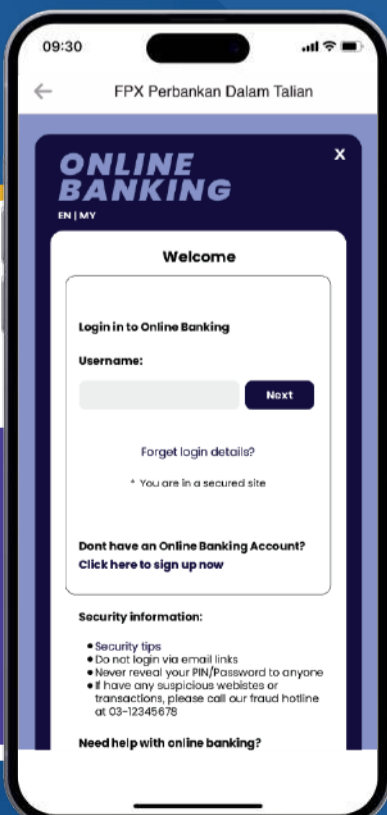 09:30
FPX Perbankan Dalam Talian
X
ONLINE
BANKING
EN | MY
Welcome
Login in to Online Banking
Username:
Next
Forget login details?
* You are in a secured site
Dont have an Online Banking Account?
Click here to sign up now
Security information:
• Security tips
• Do not login via email links
• Never reveal your PIN/Password to anyone
• If have any suspicious webistes or
transactions, please call our fraud hotline
at 03-12345678
Need help with online banking?